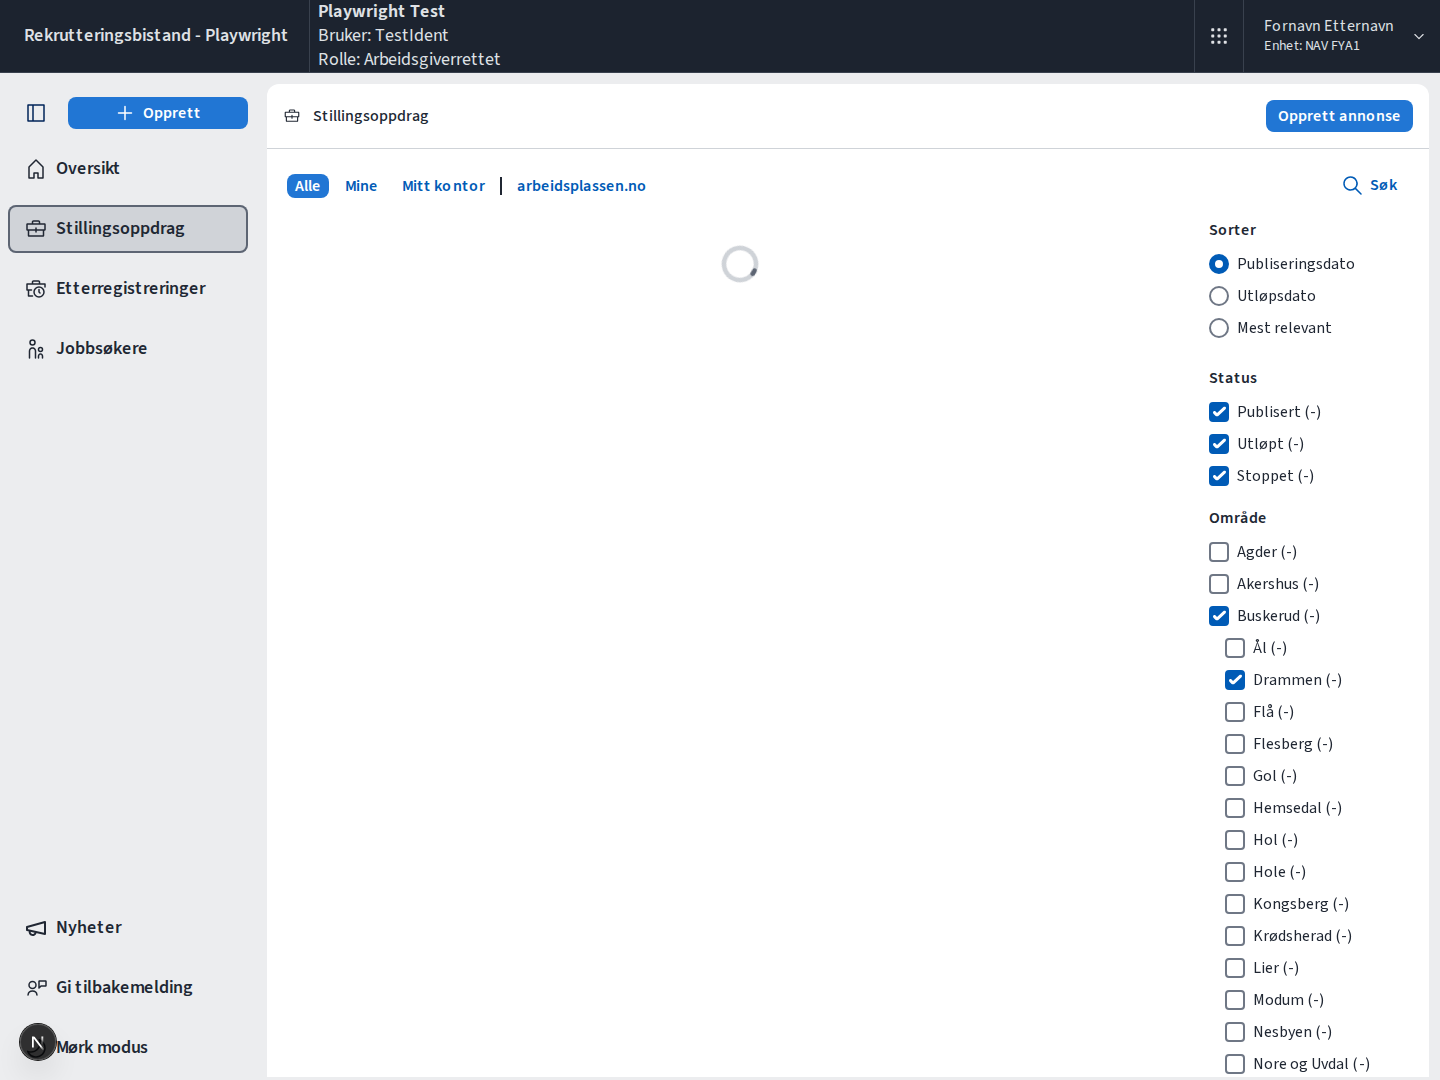 Rekrutteringsbistand - Playwright
Playwright Test
Bruker: TestIdent
Rolle: Arbeidsgiverrettet
Fornavn Etternavn
Enhet: NAV FYA1
Opprett
Oversikt
Stillingsoppdrag
Etterregistreringer
Jobbsøkere
Nyheter
Gi tilbakemelding
N
Mørk modus
Stillingsoppdrag
Opprett annonse
Alle
Mine
Mitt kontor
arbeidsplassen.no
Søk
Sorter
Publiseringsdato
Utløpsdato
Mest relevant
Status
Publisert (-)
Utløpt (-)
Stoppet (-)
Område
Agder (-)
Akershus (-)
Buskerud (-)
Ål (-)
Drammen (-)
Flå (-)
Flesberg (-)
Gol (-)
Hemsedal (-)
Hol (-)
Hole (-)
Kongsberg (-)
Krødsherad (-)
Lier (-)
Modum (-)
Nesbyen (-)
Nore og Uvdal (-)